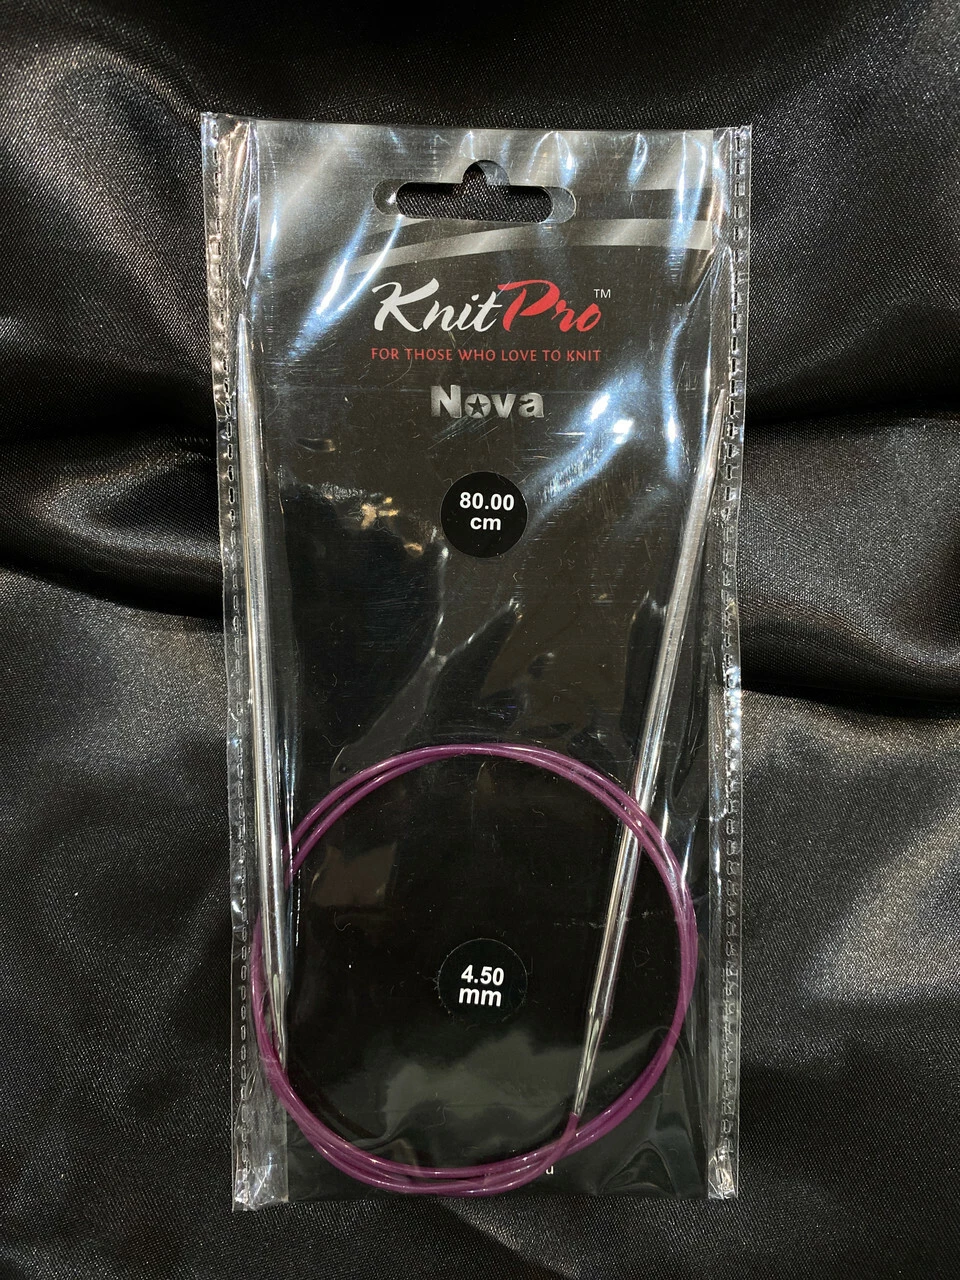 KnitPro™
FOR THOSE WHO LOVE TO KNIT
Nova
80.00
cm
4.50
mm